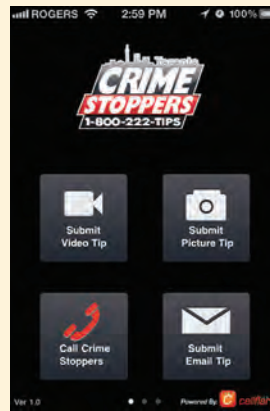 ROGERS 2:59 PM 100%
Toronto
CRIME
STOPPERS
1-800-222-TIPS
Submit
Video Tip
Submit
Picture Tip
Call Crime
Stoppers
Submit
Email Tip
Ver 1.0
Powered By